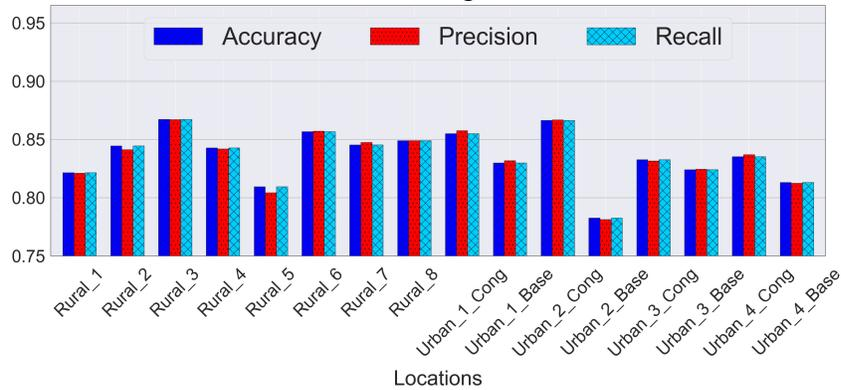 Accuracy Precision Recall
0.95
0.90
0.85
0.80
0.75
Rural_1 Rural_2 Rural_3 Rural_4 Rural_5 Rural_6 Rural_7 Rural_8 Urban_1_Cong Urban_1_Base Urban_2_Cong Urban_2_Base Urban_3_Cong Urban_3_Base Urban_4_Cong Urban_4_Base
Locations